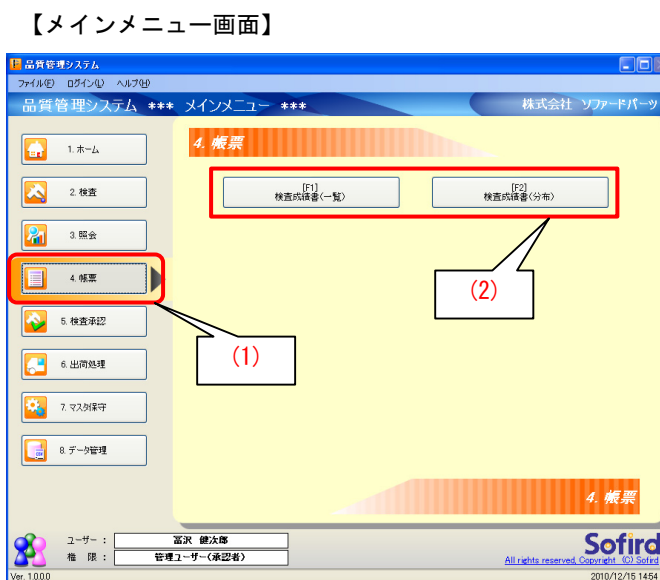 【メインメニュー画面】
品質管理システム
ファイル(F) ログイン(L) ヘルプ(H)
品質管理システム *** メインメニュー *** 株式会社 ソファードパーツ
1. ホーム
2. 検査
3. 照会
4. 帳票
5. 検査承認
6. 出荷処理
7. マスタ保守
8. データ管理
4. 帳票
[F1]
検査成績書(一覧)
[F2]
検査成績書(分布)
(1)
(2)
4. 帳票
ユーザー : 冨沢 健次郎
権 限 : 管理ユーザー(承認者)
Sofird
All rights reserved, Copyright (C) Sofird
Ver. 1.0.0.0
2010/12/15 14:54